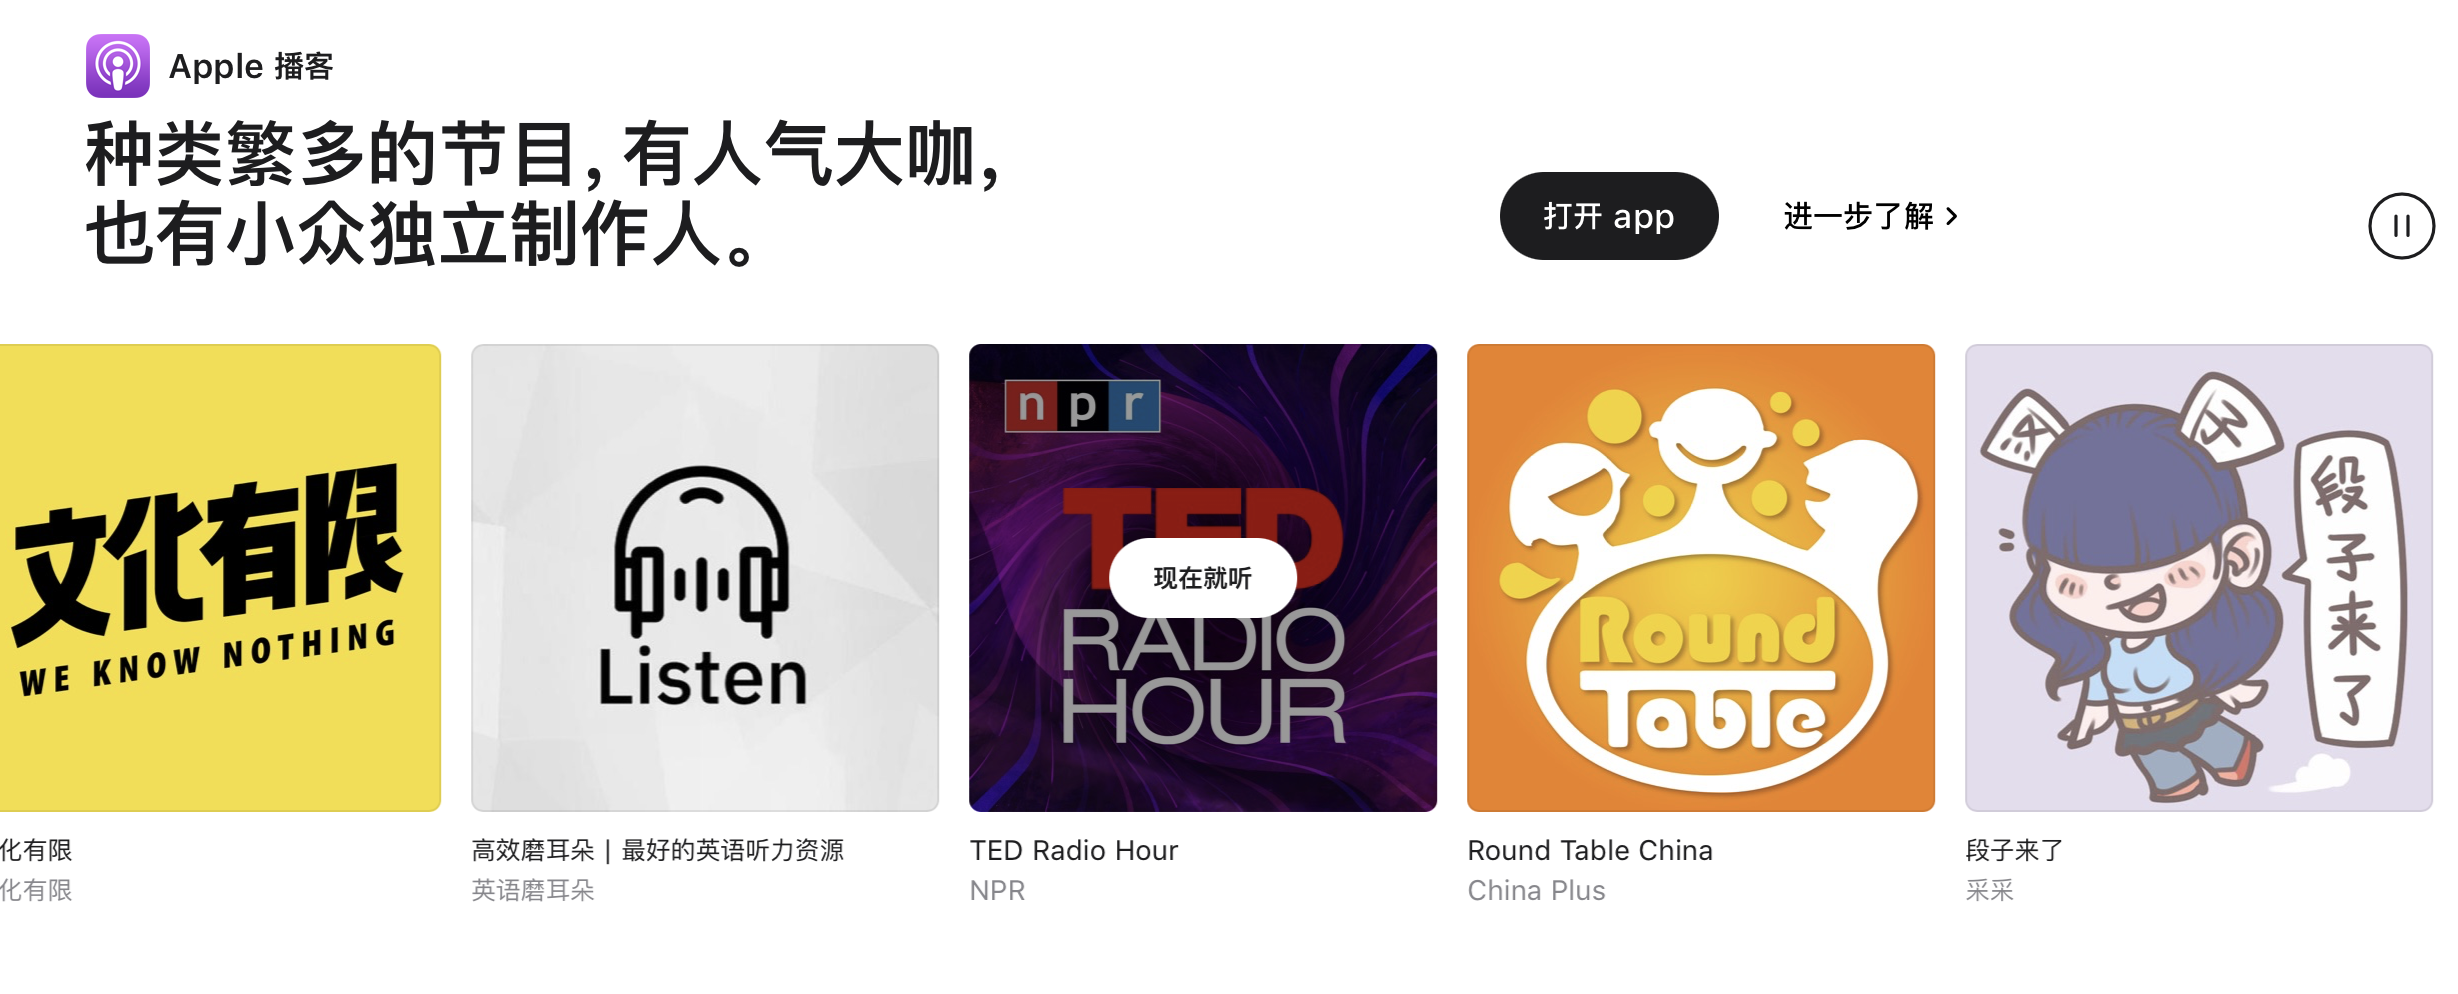 Apple 播客
种类繁多的节目，有人气大咖，
也有小众独立制作人。
打开 app
进一步了解
文化有限
WE KNOW NOTHING
Listen
npr
TED
现在就听
RADIO
HOUR
Round
Table
子
段子来了
化有限
化有限
高效磨耳朵 | 最好的英语听力资源
英语磨耳朵
TED Radio Hour
NPR
Round Table China
China Plus
段子来了
采采